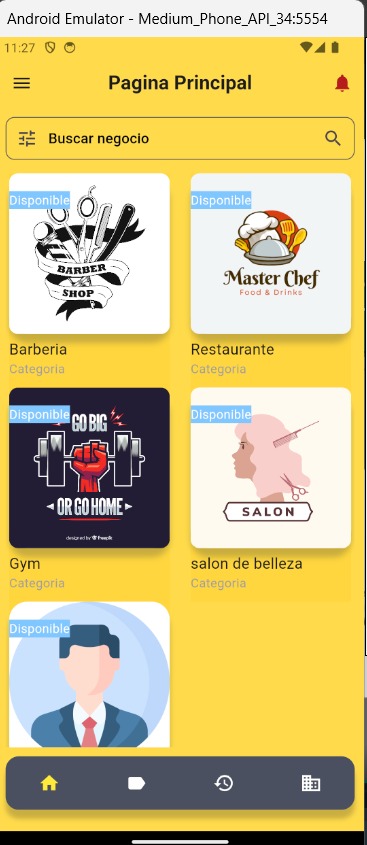 Android Emulator - Medium_Phone_API_34:5554
11:27
Pagina Principal
Buscar negocio
Disponible
BARBER
SHOP
Barberia
Categoria
Disponible
Master Chef
Food & Drinks
Restaurante
Categoria
Disponible
GO BIG
OR GO HOME
designed by freepik
Gym
Categoria
Disponible
SALON
salon de belleza
Categoria
Disponible